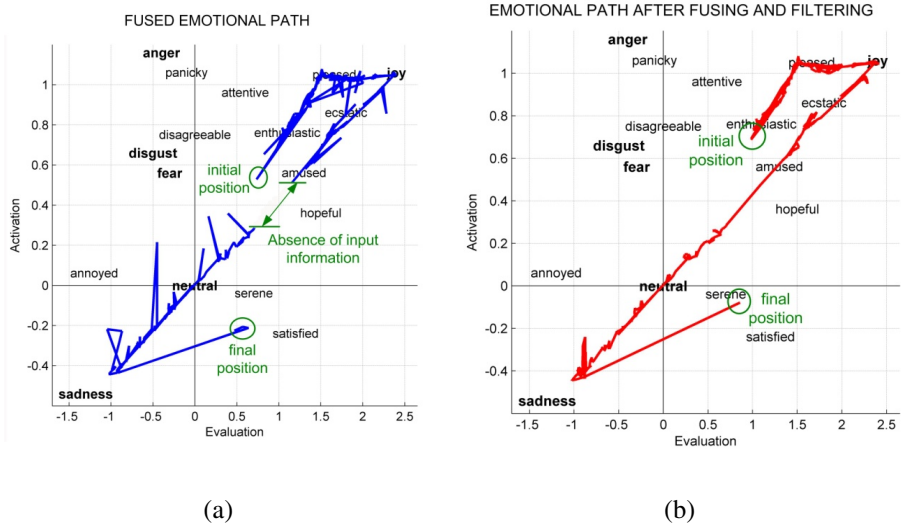 FUSED EMOTIONAL PATH
anger
panicky
pleased
joy
attentive
ecstatic
disagreeable
enthusiastic
disgust
fear
initial
position
amused
hopeful
Absence of input
information
annoyed
neutral
serene
satisfied
final
position
sadness
Activation
1
0.8
0.6
0.4
0.2
0
-0.2
-0.4
-1.5
-1
-0.5
0
0.5
1
1.5
2
2.5
Evaluation
(a)
EMOTIONAL PATH AFTER FUSING AND FILTERING
anger
panicky
pleased
joy
attentive
ecstatic
disagreeable
enthusiastic
disgust
initial
position
fear
amused
hopeful
annoyed
neutral
serene
final
position
satisfied
sadness
Activation
1
0.8
0.6
0.4
0.2
0
-0.2
-0.4
-1.5
-1
-0.5
0
0.5
1
1.5
2
2.5
Evaluation
(b)